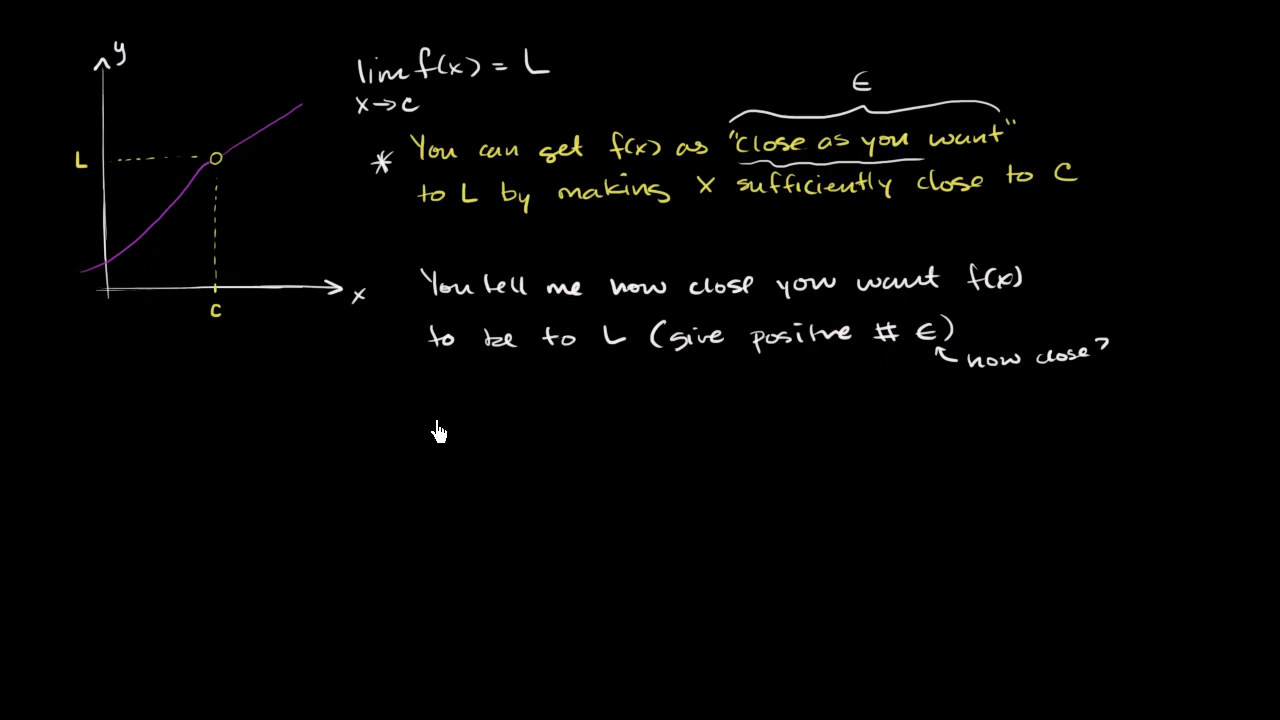 y
lim f(x) = L
x→c
ϵ
L
* You can get f(x) as "close as you want"
to L by making x sufficiently close to C
You tell me how close you want f(x)
x
c
to be to L (give positive # ϵ)
how close?